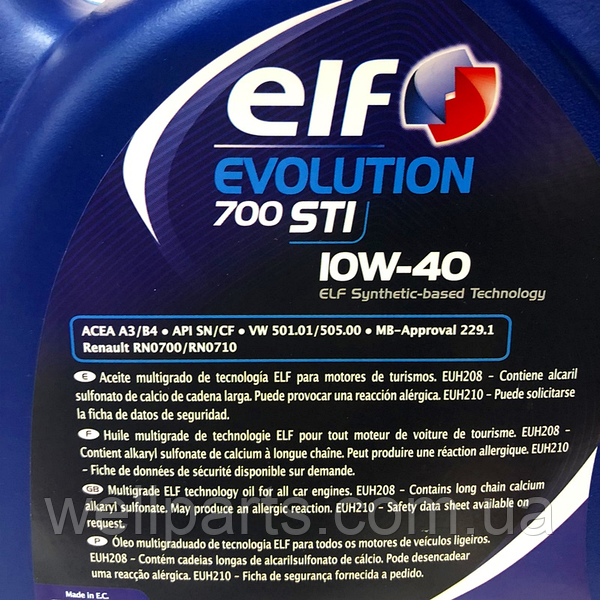 elf
EVOLUTION
700 STI
10W-40
ELF Synthetic-based Technology
ACEA A3/B4 • API SN/CF • VW 501.01/505.00 • MB-Approval 229.1
Renault RN0700/RN0710
E Aceite multigrado de tecnología ELF para motores de turismos. EUH208 – Contiene alcaril
sulfonato de calcio de cadena larga. Puede provocar una reacción alérgica. EUH210 – Puede solicitarse
la ficha de datos de seguridad.
F Huile multigrade de technologie ELF pour tout moteur de voiture de tourisme. EUH208 –
Contient alkaryl sulfonate de calcium à longue chaîne. Peut produire une réaction allergique. EUH210
– Fiche de données de sécurité disponible sur demande.
GB Multigrade ELF technology oil for all car engines. EUH208 – Contains long chain calcium
alkaryl sulfonate. May produce an allergic reaction. EUH210 – Safety data sheet available on
request.
wellparts.com.ua
P Óleo multigraduado de tecnologia ELF para todos os motores de veículos ligeiros.
EUH208 – Contém cadeias longas de alcarilsulfonato de cálcio. Pode desencadear
uma reacção alérgica. EUH210 – Ficha de segurança fornecida a pedido.
Made in E.C.